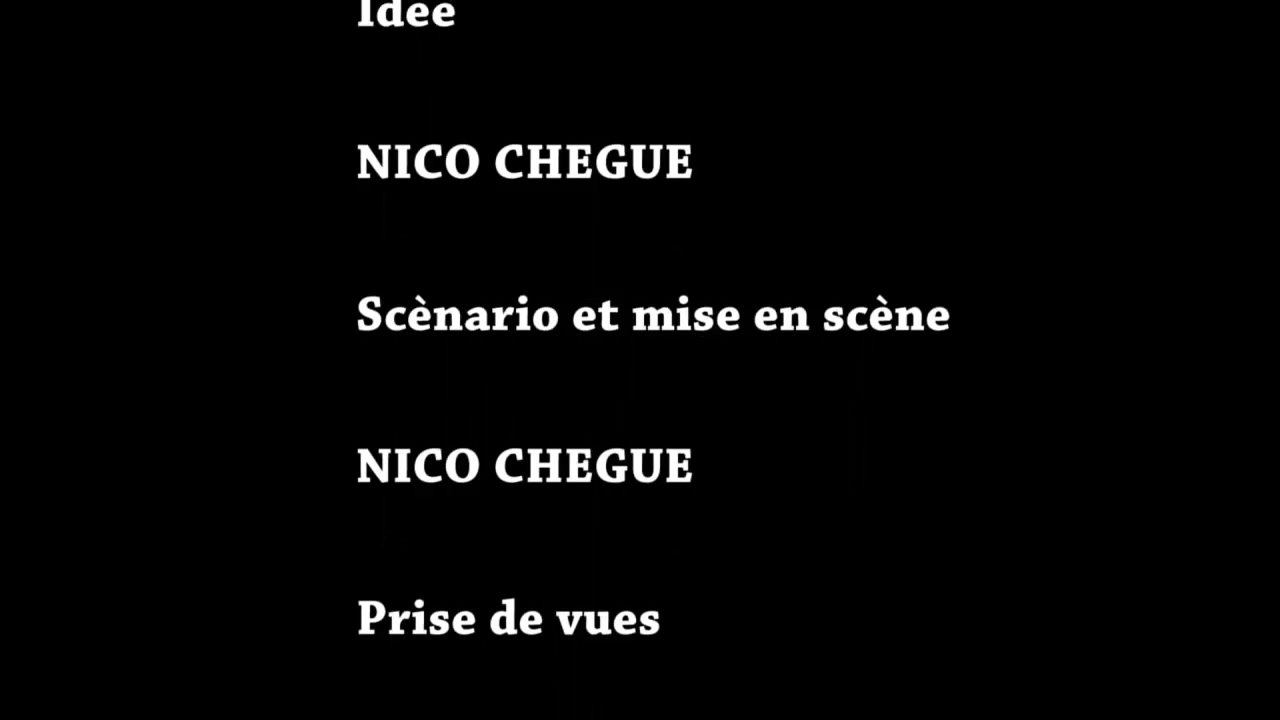 Idee
NICO CHEGUE
Scènario et mise en scène
NICO CHEGUE
Prise de vues